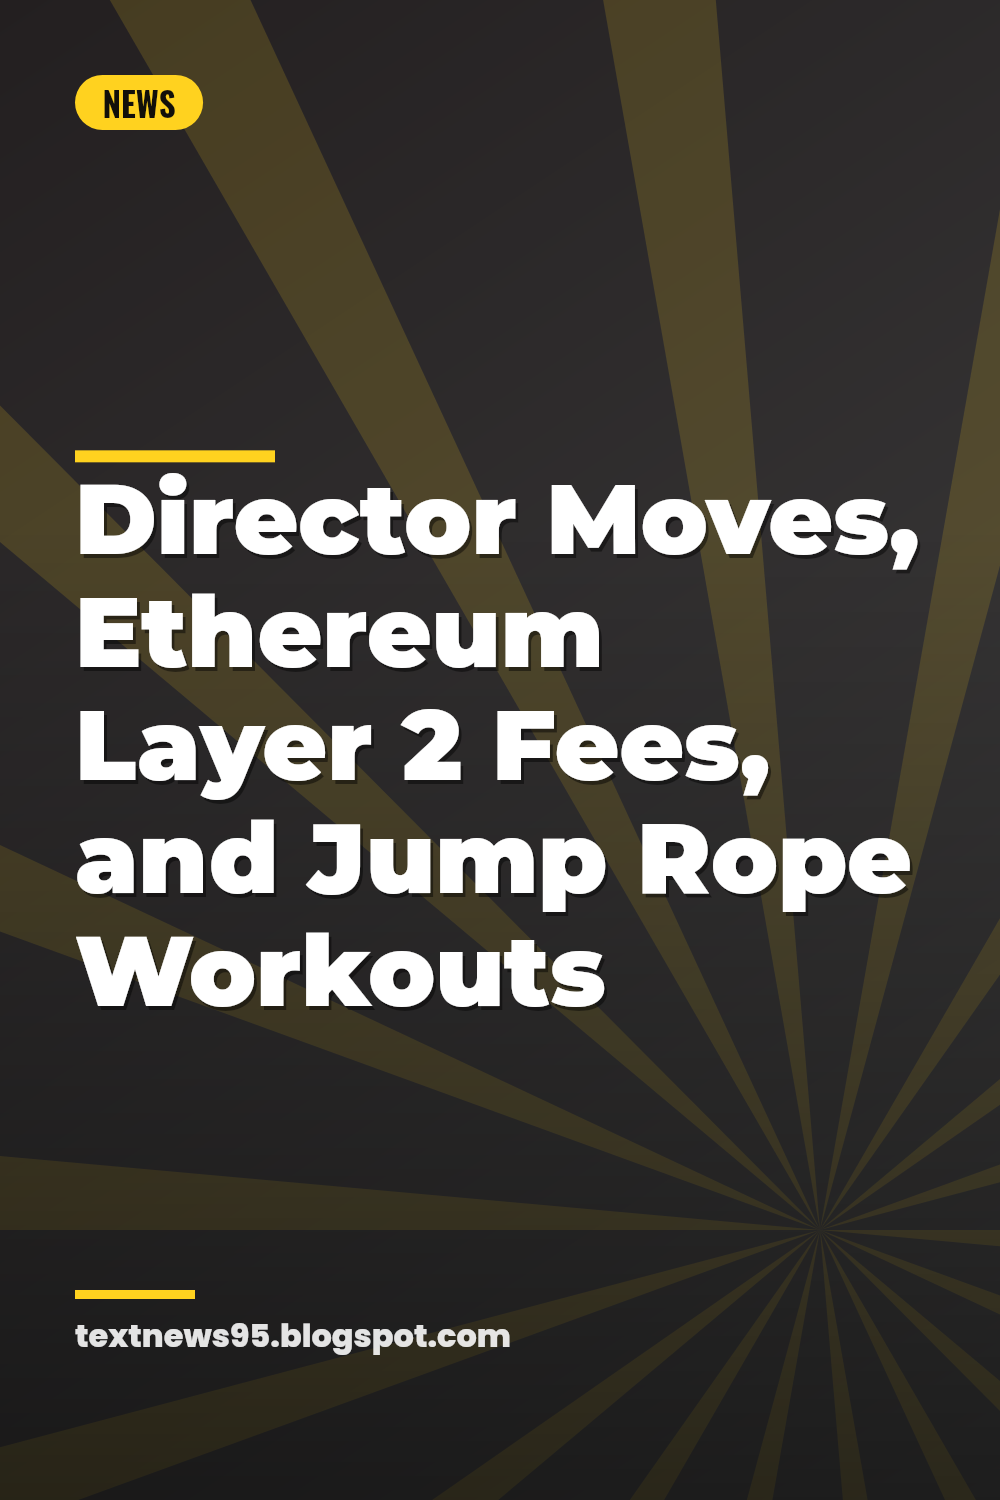 NEWS
Director Moves,
Ethereum
Layer 2 Fees,
and Jump Rope
Workouts
textnews95.blogspot.com